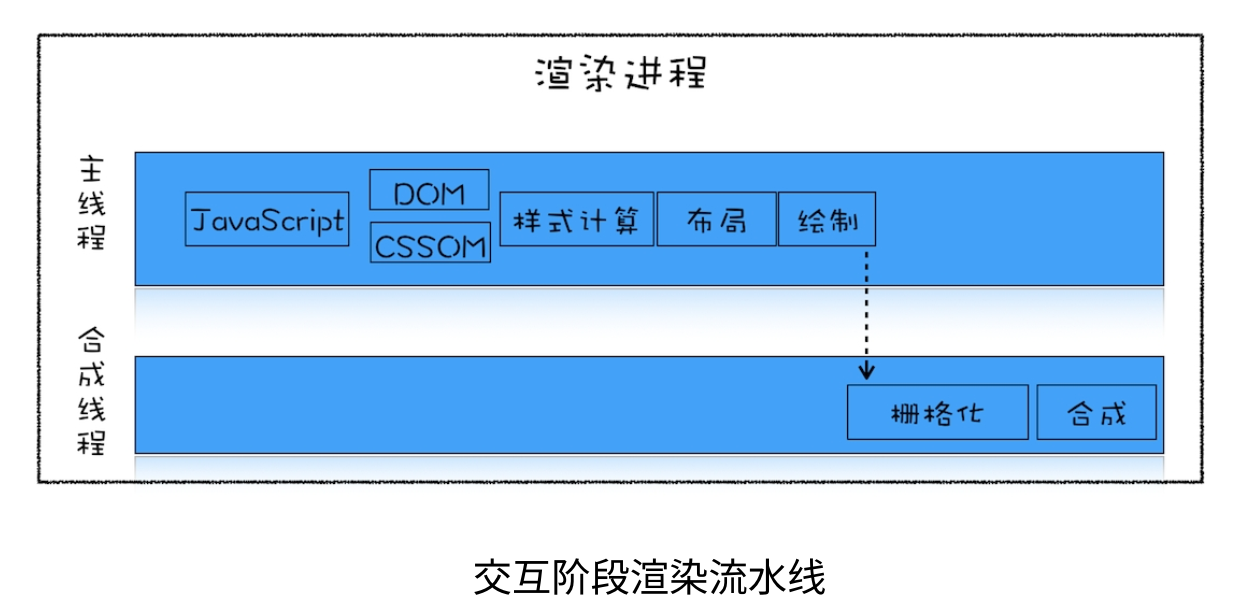 渲染进程
主线程
JavaScript
DOM
CSSOM
样式计算
布局
绘制
合成线程
栅格化
合成
交互阶段渲染流水线